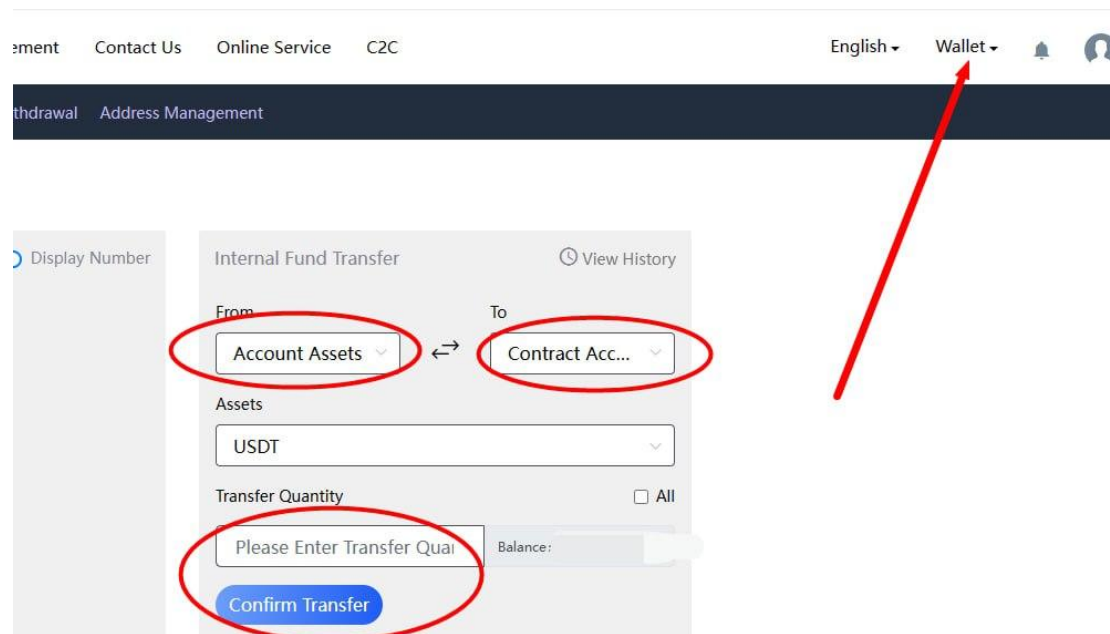 ement Contact Us Online Service C2C English Wallet
thdrawal Address Management
Display Number Internal Fund Transfer View History
From To
Account Assets Contract Acc...
Assets
USDT
Transfer Quantity All
Please Enter Transfer Quar Balance:
Confirm Transfer